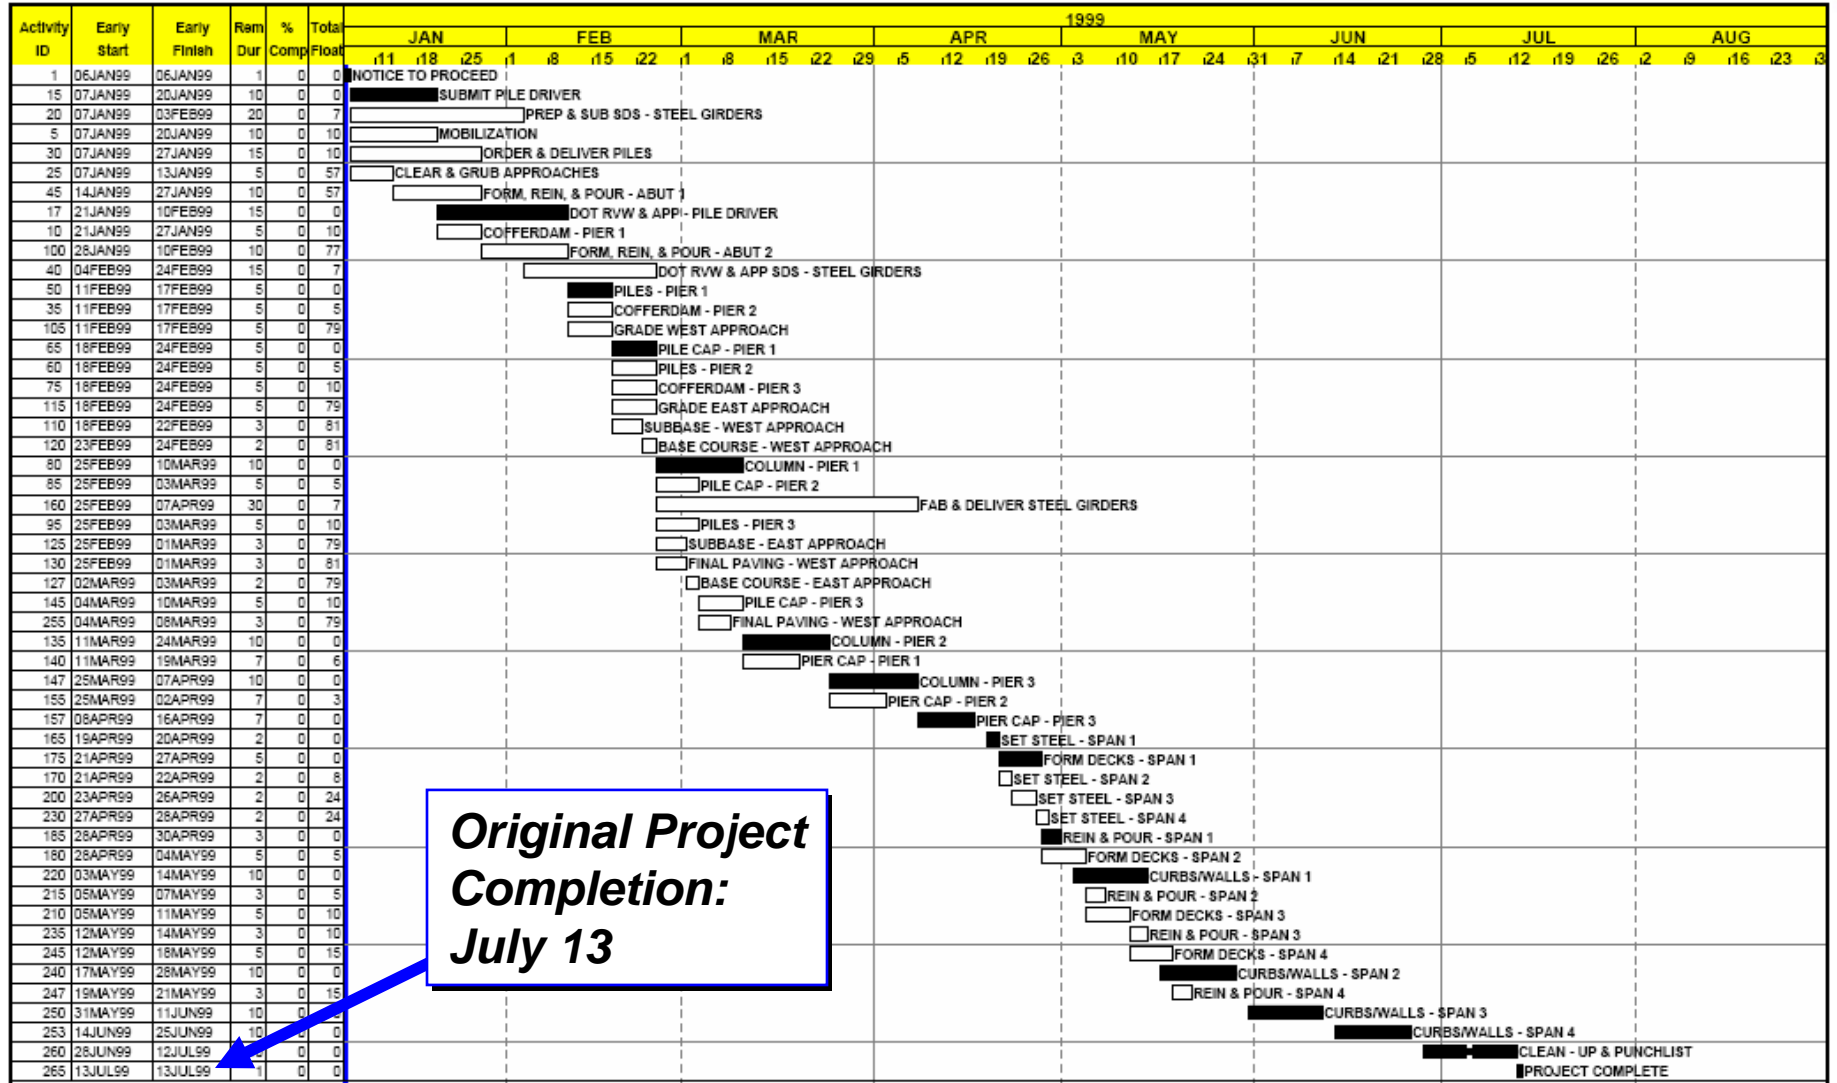 1999
Activity Early Early Rem % Total
JAN FEB MAR APR MAY JUN JUL AUG
ID Start Finish Dur Comp Float
11 18 25 1 8 15 22 1 8 15 22 29 5 12 19 26 3 10 17 24 31 7 14 21 28 5 12 19 26 2 9 16 23 3
1 06JAN99 06JAN99 1 0 0 NOTICE TO PROCEED
15 07JAN99 20JAN99 10 0 0 SUBMIT PILE DRIVER
20 07JAN99 03FEB99 20 0 7 PREP & SUB SDS - STEEL GIRDERS
5 07JAN99 20JAN99 10 0 10 MOBILIZATION
30 07JAN99 27JAN99 15 0 10 ORDER & DELIVER PILES
25 07JAN99 13JAN99 5 0 57 CLEAR & GRUB APPROACHES
45 14JAN99 27JAN99 10 0 57 FORM, REIN, & POUR - ABUT 1
17 21JAN99 10FEB99 15 0 0 DOT RVW & APP - PILE DRIVER
10 21JAN99 27JAN99 5 0 10 COFFERDAM - PIER 1
100 28JAN99 10FEB99 10 0 77 FORM, REIN, & POUR - ABUT 2
40 04FEB99 24FEB99 15 0 7 DOT RVW & APP SDS - STEEL GIRDERS
50 11FEB99 17FEB99 5 0 0 PILES - PIER 1
35 11FEB99 17FEB99 5 0 5 COFFERDAM - PIER 2
105 11FEB99 17FEB99 5 0 79 GRADE WEST APPROACH
65 18FEB99 24FEB99 5 0 0 PILE CAP - PIER 1
60 18FEB99 24FEB99 5 0 5 PILES - PIER 2
75 18FEB99 24FEB99 5 0 10 COFFERDAM - PIER 3
115 18FEB99 24FEB99 5 0 79 GRADE EAST APPROACH
110 18FEB99 22FEB99 3 0 81 SUBBASE - WEST APPROACH
120 23FEB99 24FEB99 2 0 81 BASE COURSE - WEST APPROACH
80 25FEB99 10MAR99 10 0 0 COLUMN - PIER 1
85 25FEB99 03MAR99 5 0 5 PILE CAP - PIER 2
160 25FEB99 07APR99 30 0 7 FAB & DELIVER STEEL GIRDERS
95 25FEB99 03MAR99 5 0 10 PILES - PIER 3
125 25FEB99 01MAR99 3 0 79 SUBBASE - EAST APPROACH
130 25FEB99 01MAR99 3 0 81 FINAL PAVING - WEST APPROACH
127 02MAR99 03MAR99 2 0 79 BASE COURSE - EAST APPROACH
145 04MAR99 10MAR99 5 0 10 PILE CAP - PIER 3
255 04MAR99 08MAR99 3 0 79 FINAL PAVING - WEST APPROACH
135 11MAR99 24MAR99 10 0 0 COLUMN - PIER 2
140 11MAR99 19MAR99 7 0 6 PIER CAP - PIER 1
147 25MAR99 07APR99 10 0 0 COLUMN - PIER 3
155 25MAR99 02APR99 7 0 3 PIER CAP - PIER 2
157 08APR99 16APR99 7 0 0 PIER CAP - PIER 3
165 19APR99 20APR99 2 0 0 SET STEEL - SPAN 1
175 21APR99 27APR99 5 0 0 FORM DECKS - SPAN 1
170 21APR99 22APR99 2 0 8 SET STEEL - SPAN 2
200 23APR99 26APR99 2 0 24 SET STEEL - SPAN 3
230 27APR99 28APR99 2 0 24 SET STEEL - SPAN 4
185 28APR99 30APR99 3 0 0 REIN & POUR - SPAN 1
180 28APR99 04MAY99 5 0 5 FORM DECKS - SPAN 2
220 03MAY99 14MAY99 10 0 0 CURBS/WALLS - SPAN 1
215 05MAY99 07MAY99 3 0 5 REIN & POUR - SPAN 2
210 05MAY99 11MAY99 5 0 10 FORM DECKS - SPAN 3
235 12MAY99 14MAY99 3 0 10 REIN & POUR - SPAN 3
245 12MAY99 18MAY99 5 0 15 FORM DECKS - SPAN 4
240 17MAY99 28MAY99 10 0 0 CURBS/WALLS - SPAN 2
247 19MAY99 21MAY99 3 0 15 REIN & POUR - SPAN 4
250 31MAY99 11JUN99 10 0 CURBS/WALLS - SPAN 3
253 14JUN99 25JUN99 10 0 0 CURBS/WALLS - SPAN 4
260 28JUN99 12JUL99 0 0 CLEAN - UP & PUNCHLIST
265 13JUL99 13JUL99 1 0 0 PROJECT COMPLETE
Original Project
Completion:
July 13